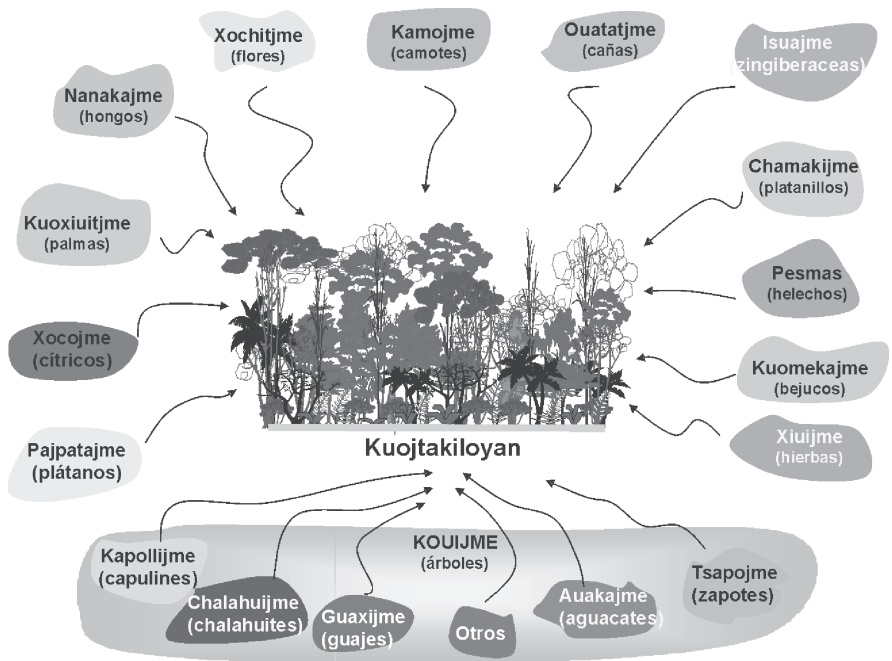 Xochitjme
(flores)
Kamojme
(camotes)
Ouatatjme
(cañas)
Isuajme
(zingiberaceas)
Nanakajme
(hongos)
Chamakijme
(platanillos)
Kuoxiuitjme
(palmas)
Pesmas
(helechos)
Xocojme
(cítricos)
Kuomekajme
(bejucos)
Pajpatajme
(plátanos)
Xiuijme
(hierbas)
Kuojtakiloyan
KOUIJME
(árboles)
Kapollijme
(capulines)
Chalahuijme
(chalahuites)
Guaxijme
(guajes)
Otros
Auakajme
(aguacates)
Tsapojme
(zapotes)